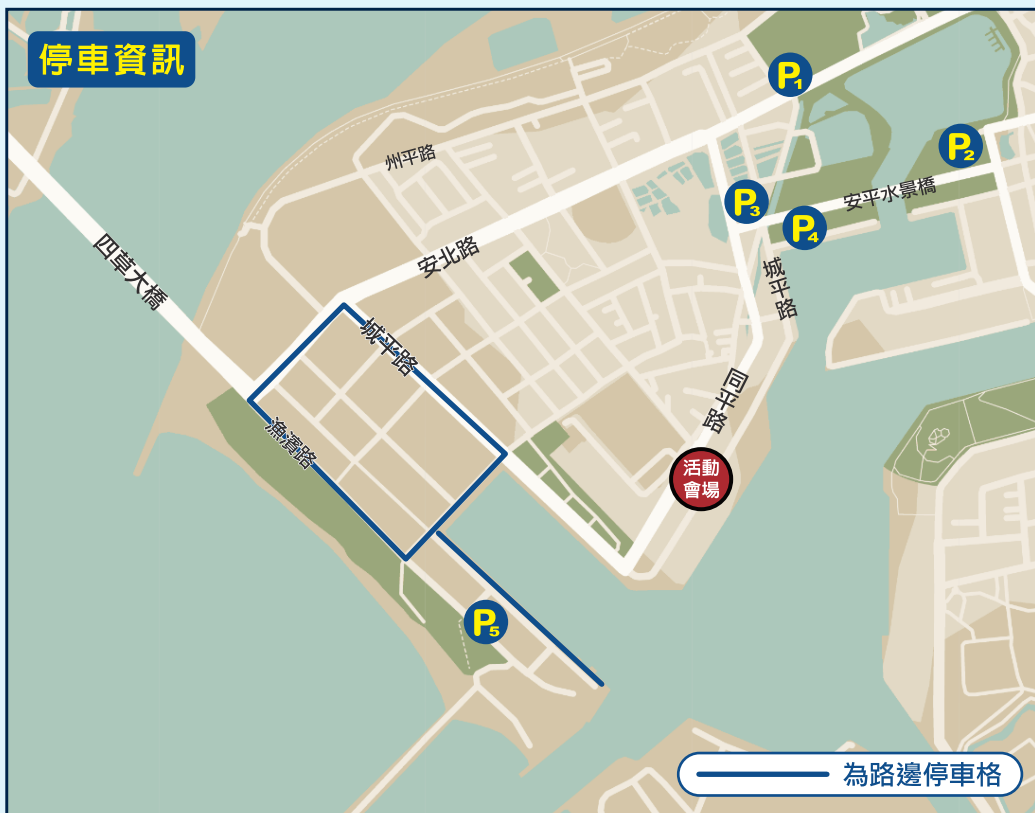 停車資訊
P1
州平路
P2
安平水景橋
P3
P4
四草大橋
安北路
城平路
城平路
同平路
漁濱路
活動
會場
P5
為路邊停車格